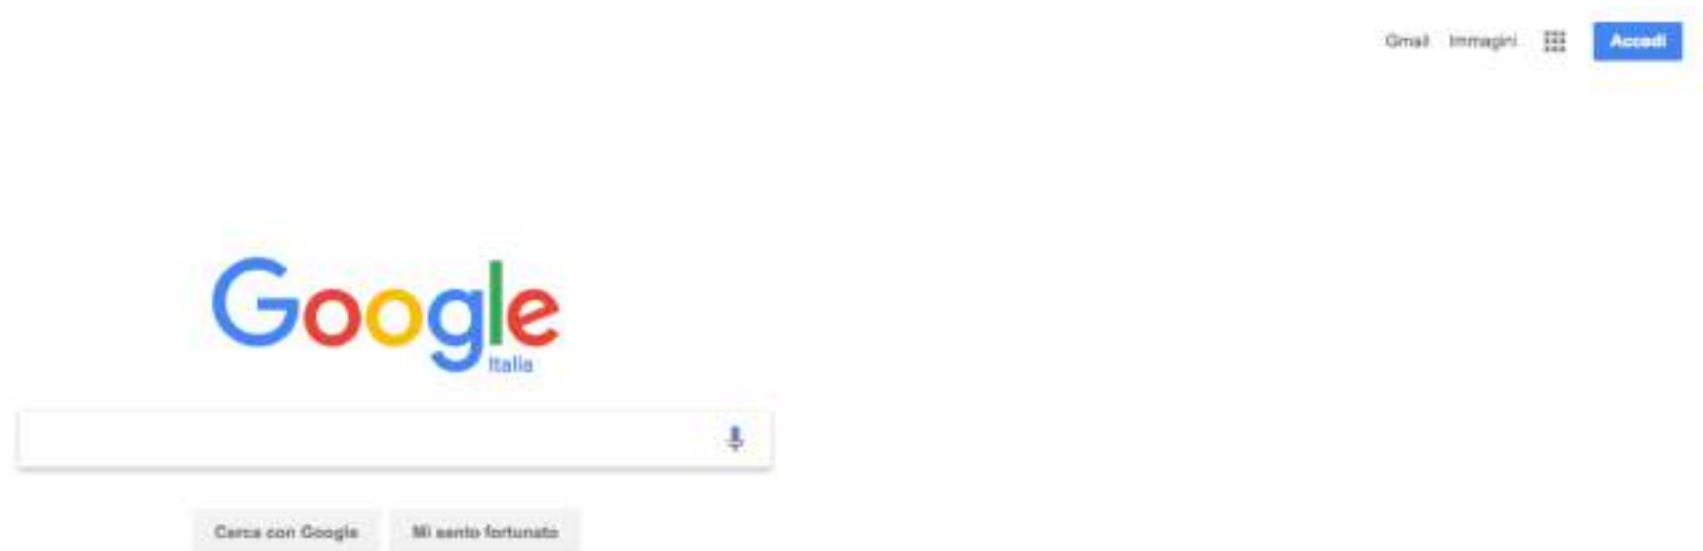 Gmail Immagini Accedi
Google
Italia
Cerca con Google Mi sento fortunato